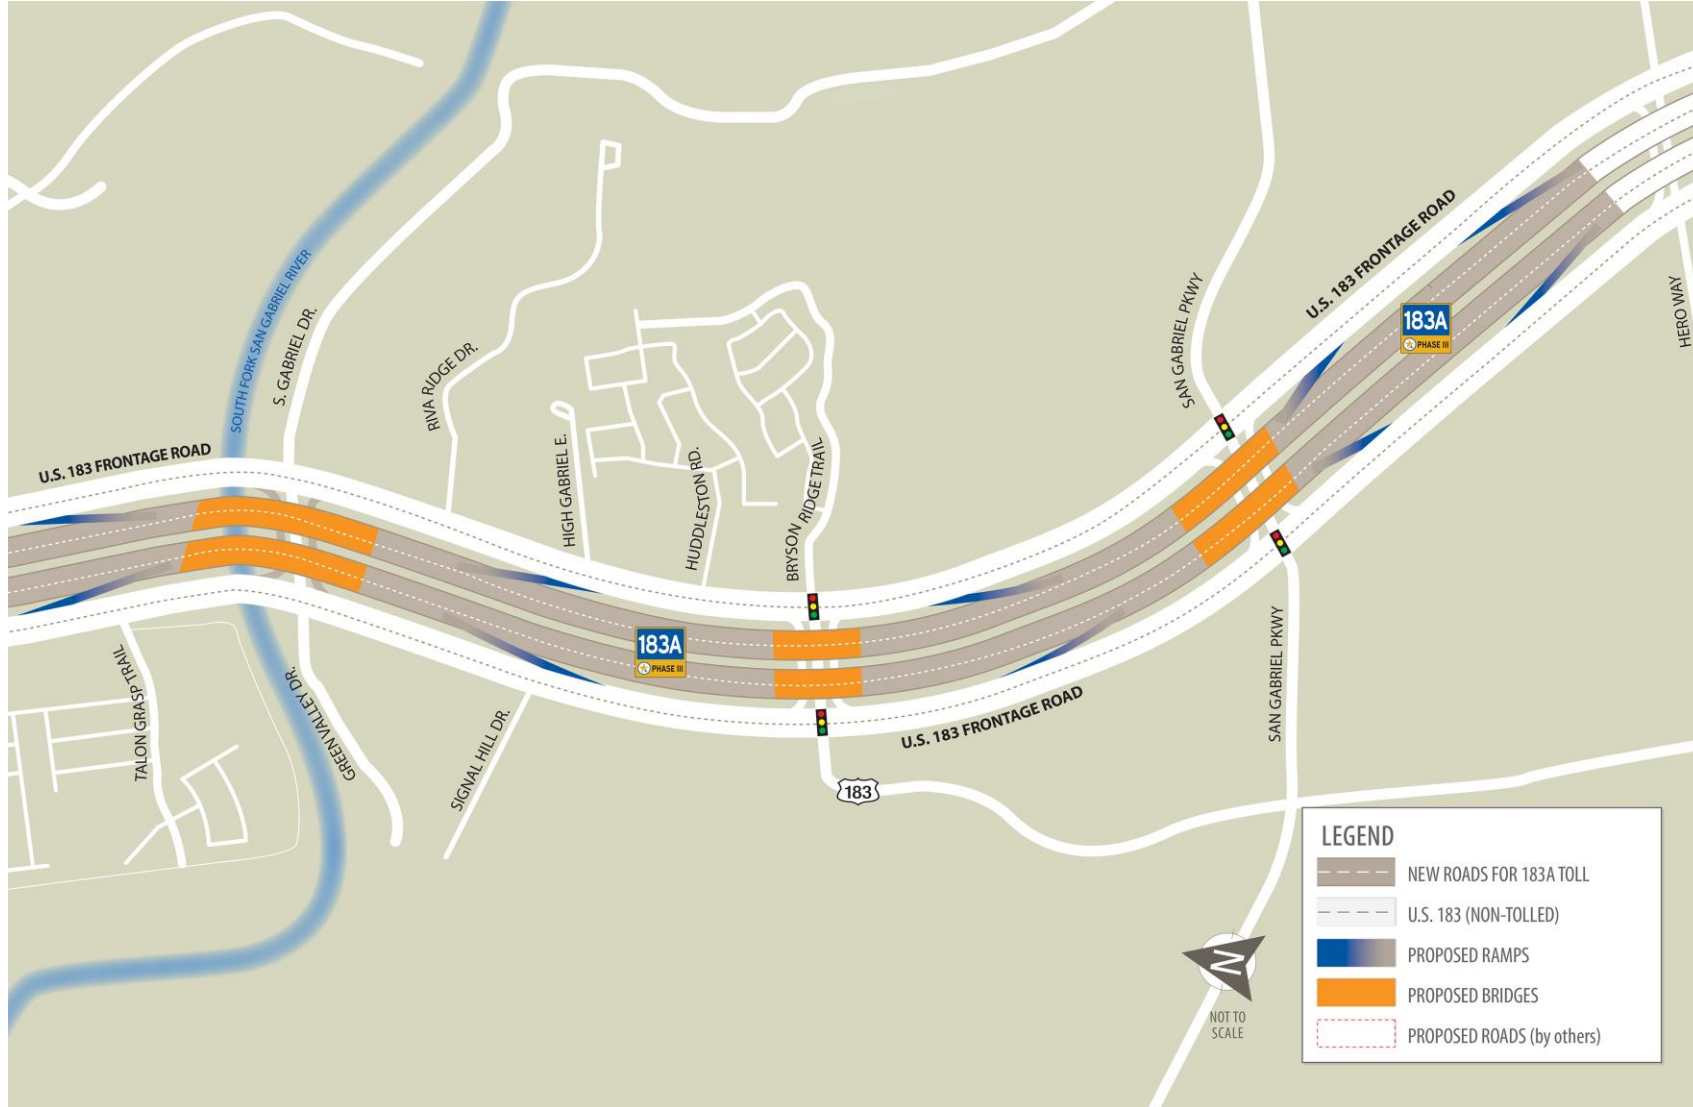 SOUTH FORK SAN GABRIEL RIVER
S. GABRIEL DR.
RIVA RIDGE DR.
U.S. 183 FRONTAGE ROAD
HIGH GABRIEL E.
HUDDLESTON RD.
BRYSON RIDGE TRAIL
SAN GABRIEL PKWY
U.S. 183 FRONTAGE ROAD
183A
PHASE III
HERO WAY
183A
PHASE III
TALON GRASP TRAIL
GREEN VALLEY DR.
SIGNAL HILL DR.
U.S. 183 FRONTAGE ROAD
SAN GABRIEL PKWY
183
N
NOT TO
SCALE
LEGEND
NEW ROADS FOR 183A TOLL
U.S. 183 (NON-TOLLED)
PROPOSED RAMPS
PROPOSED BRIDGES
PROPOSED ROADS (by others)